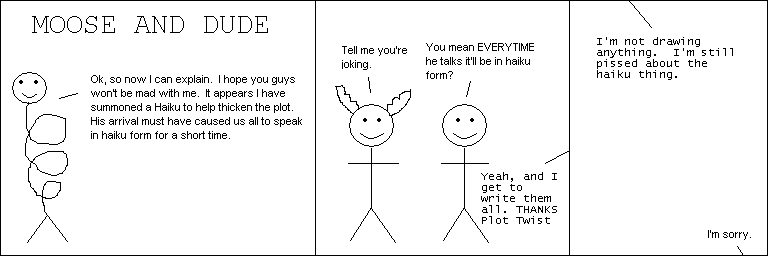 MOOSE AND DUDE
Ok, so now I can explain. I hope you guys
won't be mad with me. It appears I have
summoned a Haiku to help thicken the plot.
His arrival must have caused us all to speak
in haiku form for a short time.
Tell me you're
joking.
You mean EVERYTIME
he talks it'll be in haiku
form?
Yeah, and I
get to
write them
all. THANKS
Plot Twist
I'm not drawing
anything. I'm still
pissed about the
haiku thing.
I'm sorry.